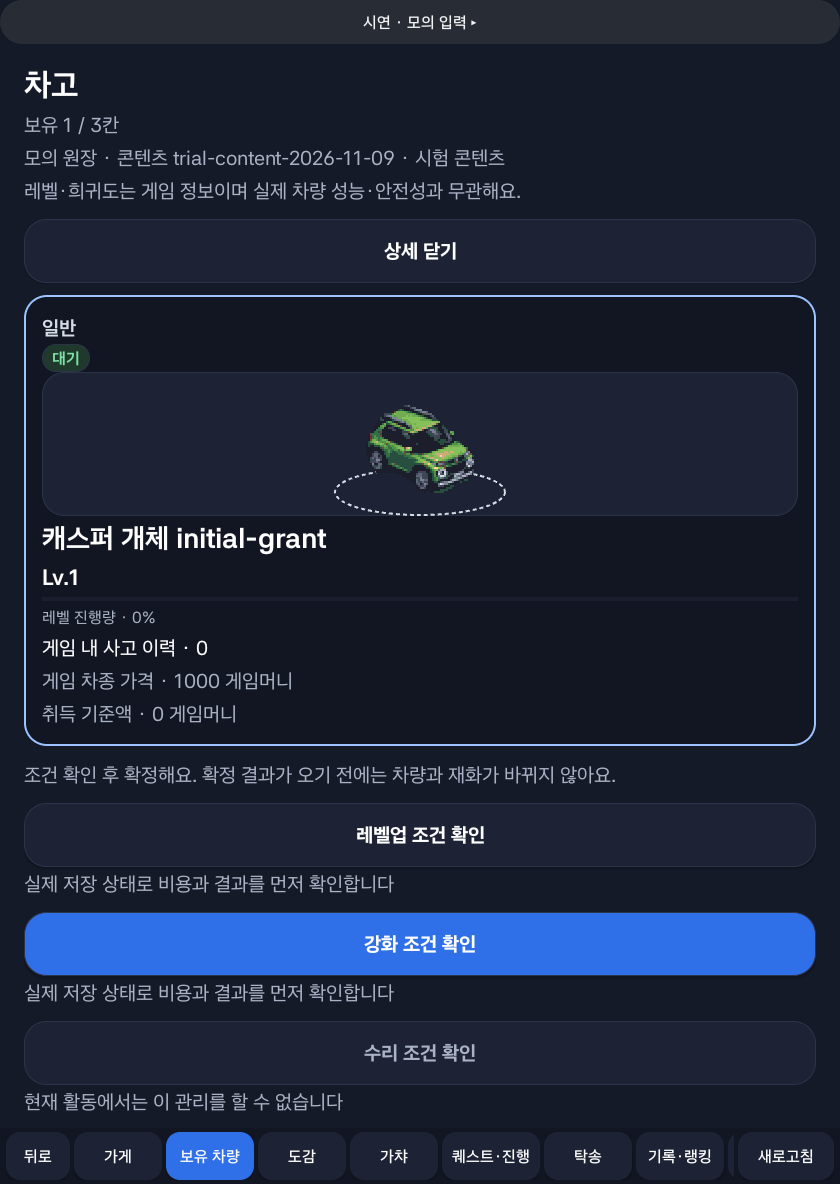 시연 · 모의 입력 ▸
차고
보유 1 / 3칸
모의 원장 · 콘텐츠 trial-content-2026-11-09 · 시험 콘텐츠
레벨·희귀도는 게임 정보이며 실제 차량 성능·안전성과 무관해요.
상세 닫기
일반
대기
캐스퍼 개체 initial-grant
Lv.1
레벨 진행량 · 0%
게임 내 사고 이력 · 0
게임 차종 가격 · 1000 게임머니
취득 기준액 · 0 게임머니
조건 확인 후 확정해요. 확정 결과가 오기 전에는 차량과 재화가 바뀌지 않아요.
레벨업 조건 확인
실제 저장 상태로 비용과 결과를 먼저 확인합니다
강화 조건 확인
실제 저장 상태로 비용과 결과를 먼저 확인합니다
수리 조건 확인
현재 활동에서는 이 관리를 할 수 없습니다
뒤로 가게 보유 차량 도감 가챠 퀘스트·진행 탁송 기록·랭킹 새로고침